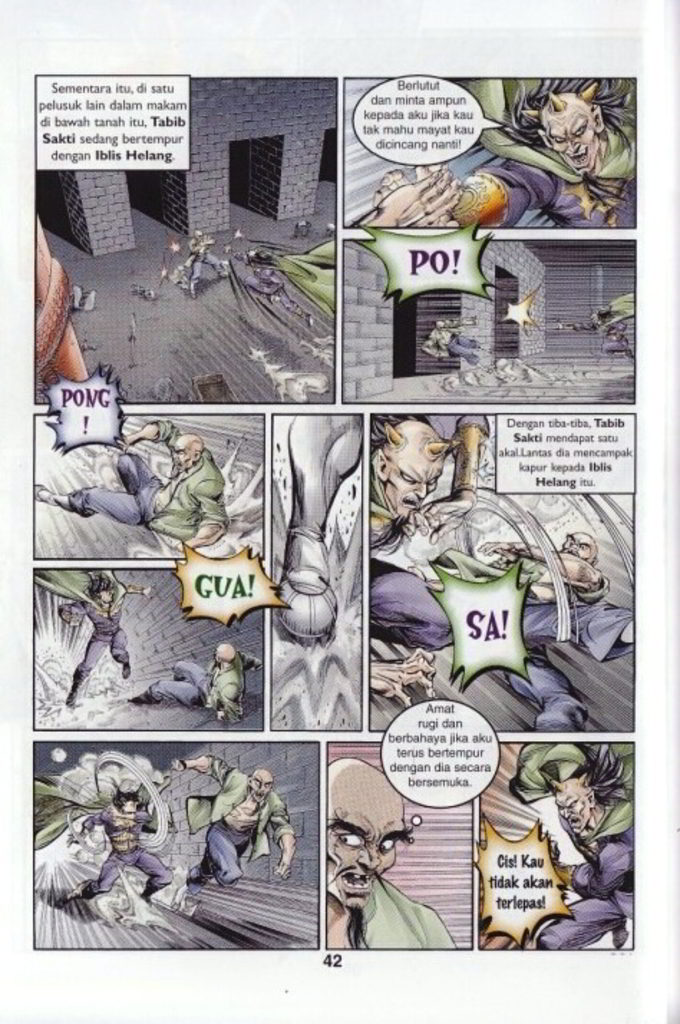 Sementara itu, di satu
pelusuk lain dalam makam
di bawah tanah itu, Tabib
Sakti sedang bertempur
dengan Iblis Helang.
Berlutut
dan minta ampun
kepada aku jika kau
tak mahu mayat kau
dicincang nanti!
PO!
PONG
!
GUA!
Dengan tiba-tiba, Tabib
Sakti mendapat satu
akal.Lantas dia mencampak
kapur kepada Iblis
Helang itu.
SA!
Amat
rugi dan
berbahaya jika aku
terus bertempur
dengan dia secara
bersemuka.
Cis! Kau
tidak akan
terlepas!
42